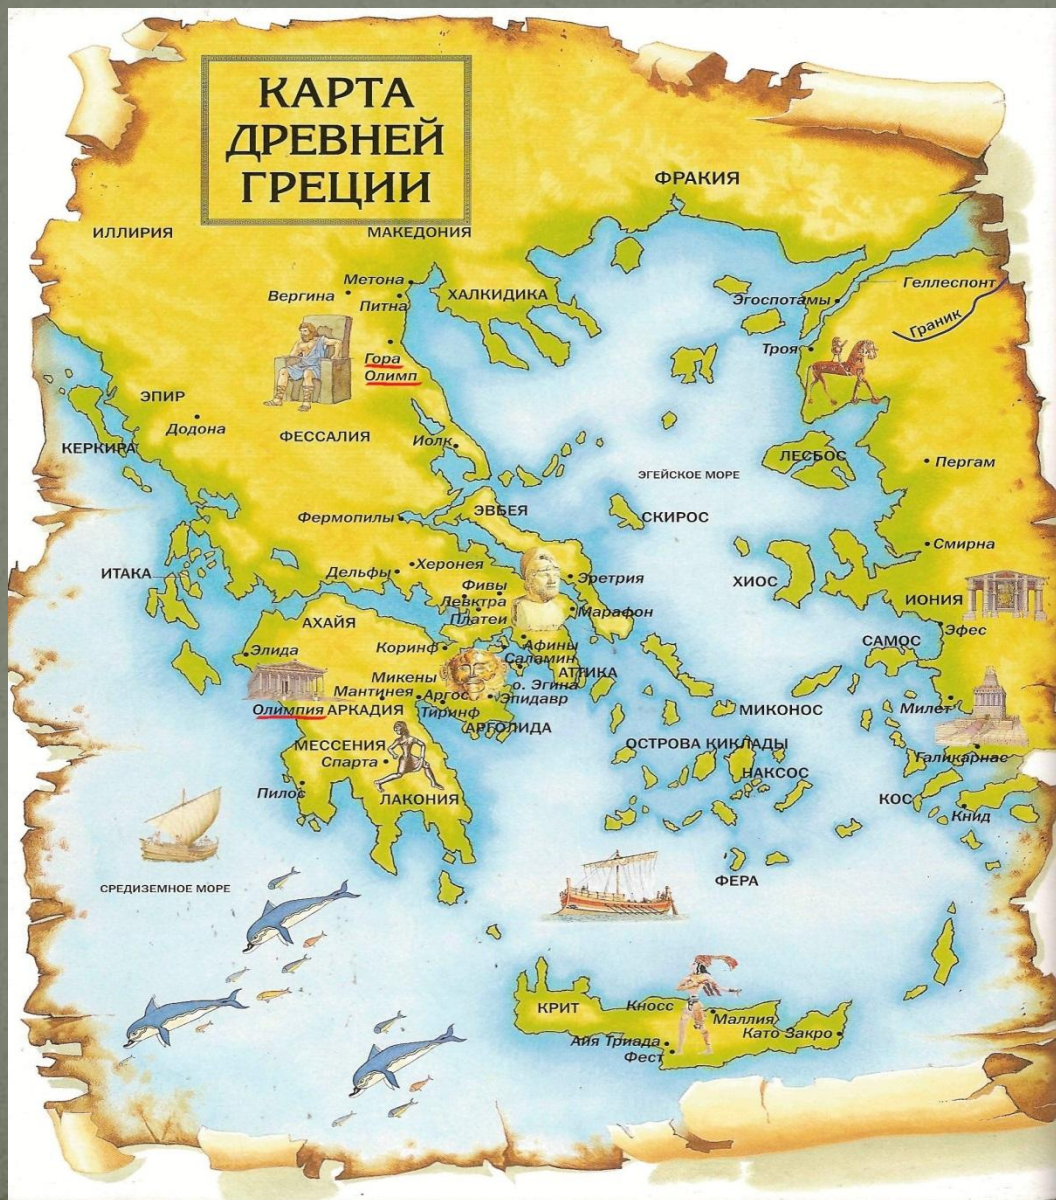 КАРТА
ДРЕВНЕЙ
ГРЕЦИИ
ФРАКИЯ
ИЛЛИРИЯ
МАКЕДОНИЯ
Метона
Вергина
Питна
ХАЛКИДИКА
Эгоспотамы
Геллеспонт
Граник
Троя
Гора
Олимп
ЭПИР
Додона
КЕРКИРА
ФЕССАЛИЯ
Иолк
ЛЕСБОС
Пергам
ЭГЕЙСКОЕ МОРЕ
ЭВБЕЯ
СКИРОС
Фермопилы
Смирна
ИТАКА
Дельфы
Херонея
Фивы
Левктра
Платеи
Эретрия
Марафон
ХИОС
ИОНИЯ
Эфес
АХАЙЯ
Элида
Коринф
Афины
Саламин
АТТИКА
САМОС
Микены
Мантинея
Аргос
о. Эгина
Эпидавр
Олимпия
АРКАДИЯ
Тиринф
АРГОЛИДА
МИКОНОС
Милет
МЕССЕНИЯ
Спарта
ОСТРОВА КИКЛАДЫ
НАКСОС
Галикарнас
Пилос
ЛАКОНИЯ
КОС
Книд
СРЕДИЗЕМНОЕ МОРЕ
ФЕРА
КРИТ
Кносс
Маллия
Като Закро
Айя Триада
Фест